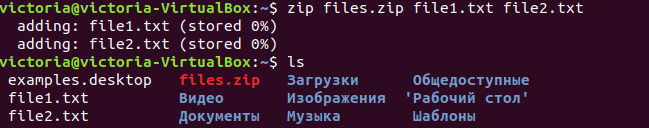 victoria@victoria-VirtualBox:~$ zip files.zip file1.txt file2.txt
  adding: file1.txt (stored 0%)
  adding: file2.txt (stored 0%)
victoria@victoria-VirtualBox:~$ ls
 examples.desktop   files.zip   Загрузки      Общедоступные
 file1.txt          Видео       Изображения  'Рабочий стол'
 file2.txt          Документы   Музыка        Шаблоны